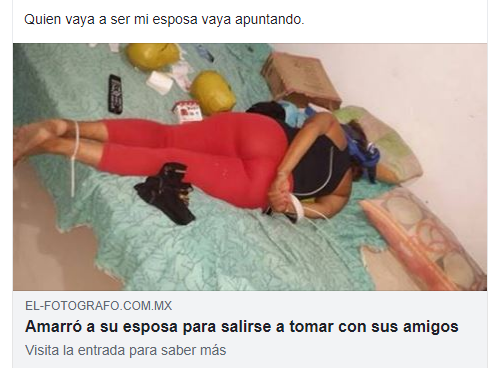 Quien vaya a ser mi esposa vaya apuntando.
EL-FOTOGRAFO.COM.MX
Amarró a su esposa para salirse a tomar con sus amigos
Visita la entrada para saber más